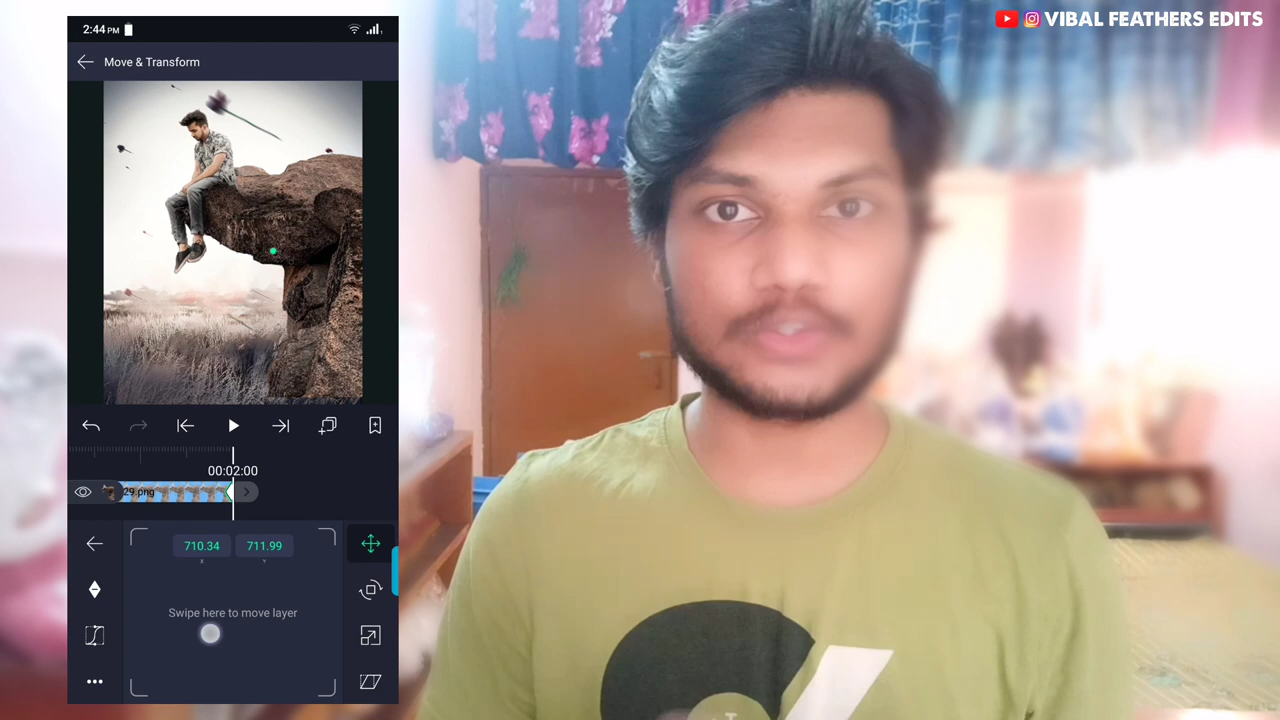 VIBAL FEATHERS EDITS
2:44 PM
Move & Transform
00:02:00
29.png
710.34 711.99
X Y
Swipe here to move layer